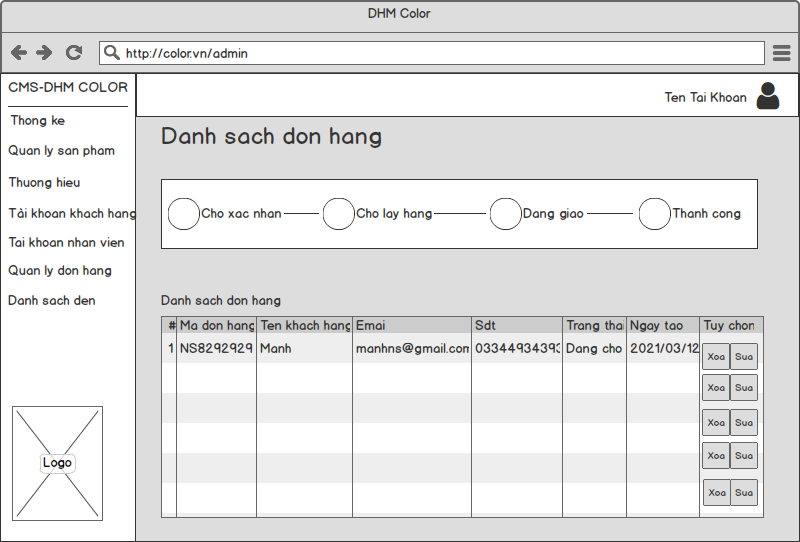 DHM Color
http://color.vn/admin
CMS-DHM COLOR
Ten Tai Khoan
Thong ke
Quan ly san pham
Thuong hieu
Tài khoan khach hang
Tai khoan nhan vien
Quan ly don hang
Danh sach den
Logo
Danh sach don hang
Cho xac nhan
Cho lay hang
Dang giao
Thanh cong
Danh sach don hang
# Ma don hang Ten khach hang Emai Sdt Trang thai Ngay tao Tuy chon
1 NS8292929 Manh manhns@gmail.com 03344934393 Dang cho 2021/03/12 Xoa Sua
Xoa Sua
Xoa Sua
Xoa Sua
Xoa Sua